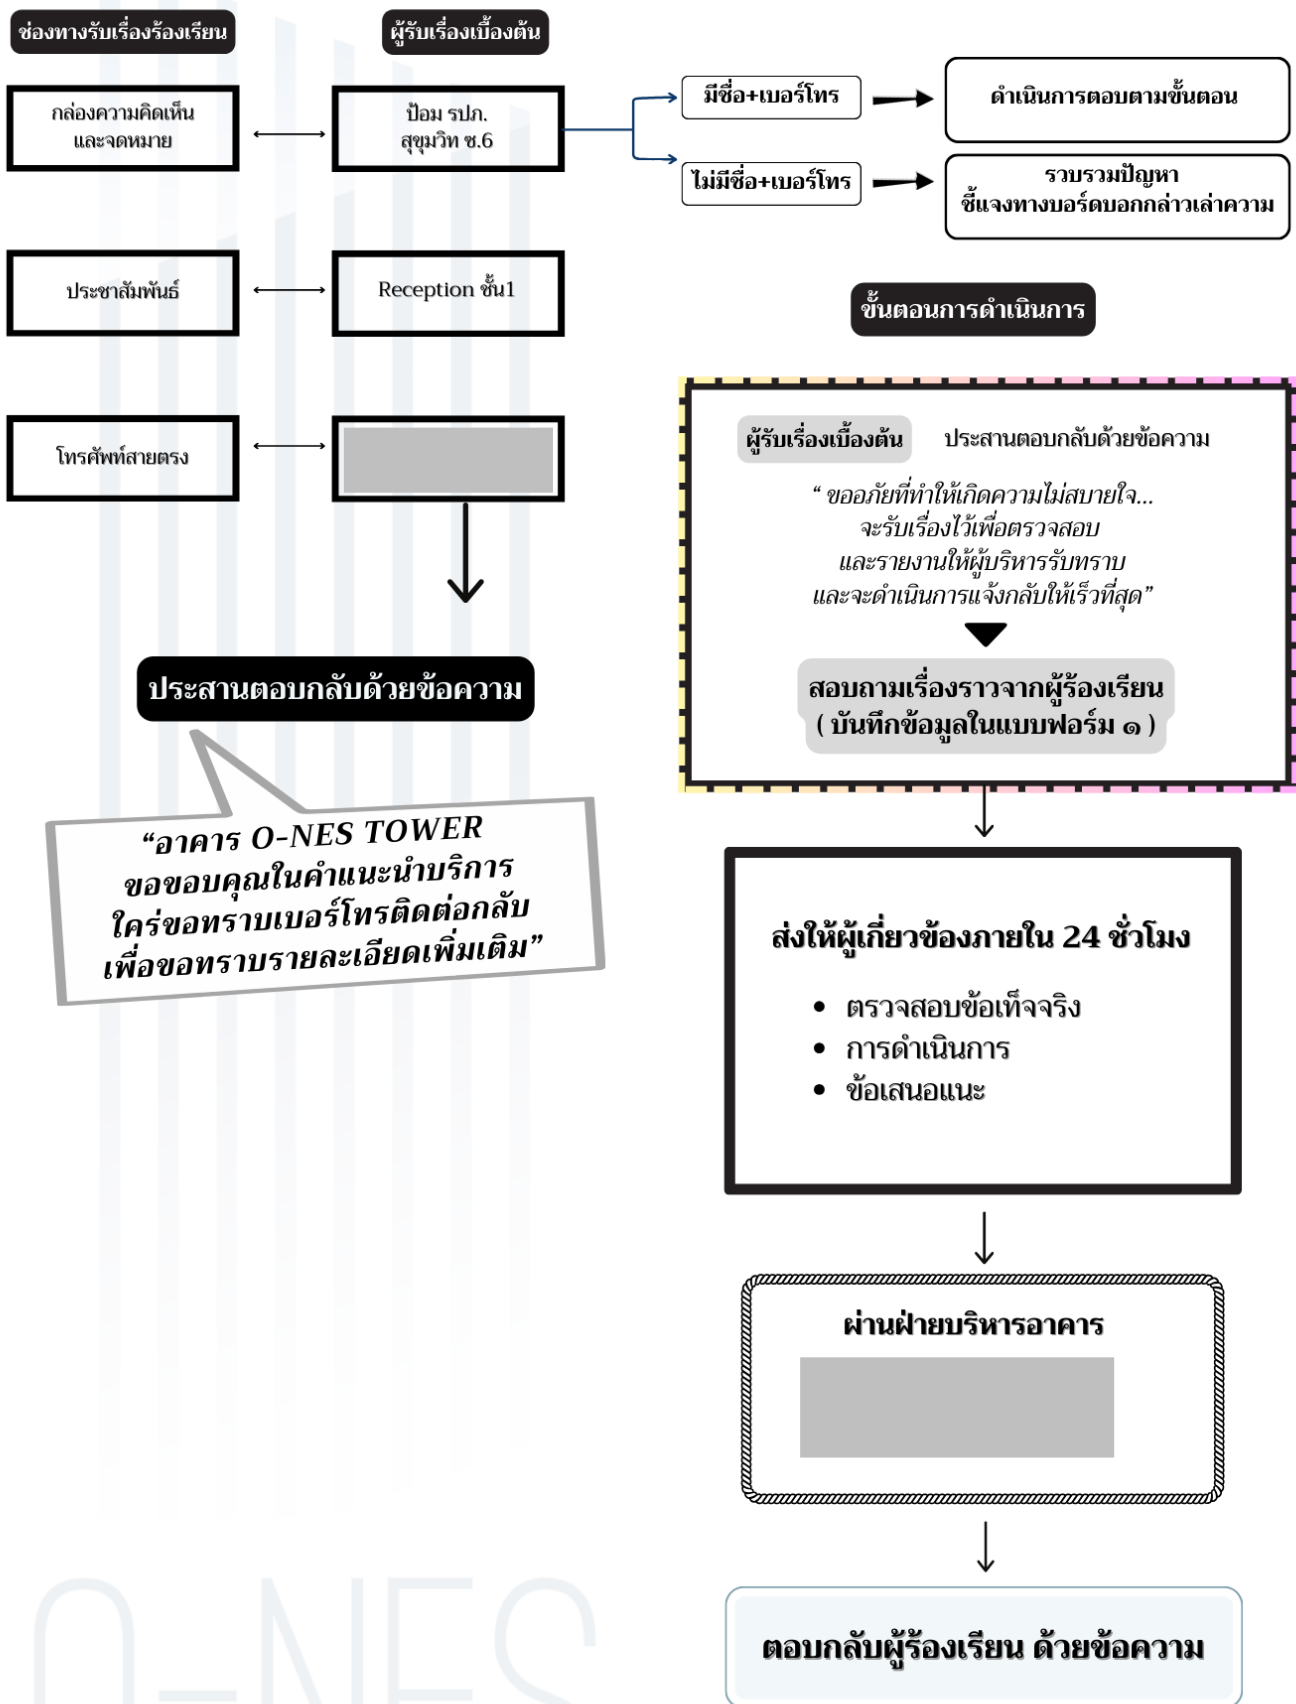 ช่องทางรับเรื่องร้องเรียน
ผู้รับเรื่องเบื้องต้น
กล่องความคิดเห็น
และจดหมาย
ป้อม รปภ.
สุขุมวิท ซ.6
มีชื่อ+เบอร์โทร
ดำเนินการตอบตามขั้นตอน
ไม่มีชื่อ+เบอร์โทร
รวบรวมปัญหา
ชี้แจงทางบอร์ดบอกกล่าวเล่าความ
ประชาสัมพันธ์
Reception ชั้น1
โทรศัพท์สายตรง
ประสานตอบกลับด้วยข้อความ
“อาคาร O-NES TOWER
ขอขอบคุณในคำแนะนำบริการ
ใคร่ขอทราบเบอร์โทรติดต่อกลับ
เพื่อขอทราบรายละเอียดเพิ่มเติม”
ขั้นตอนการดำเนินการ
ผู้รับเรื่องเบื้องต้น ประสานตอบกลับด้วยข้อความ
“ ขออภัยที่ทำให้เกิดความไม่สบายใจ...
จะรับเรื่องไว้เพื่อตรวจสอบ
และรายงานให้ผู้บริหารรับทราบ
และจะดำเนินการแจ้งกลับให้เร็วที่สุด”
สอบถามเรื่องราวจากผู้ร้องเรียน
( บันทึกข้อมูลในแบบฟอร์ม ๑ )
ส่งให้ผู้เกี่ยวข้องภายใน 24 ชั่วโมง
• ตรวจสอบข้อเท็จจริง
• การดำเนินการ
• ข้อเสนอแนะ
ผ่านฝ่ายบริหารอาคาร
ตอบกลับผู้ร้องเรียน ด้วยข้อความ
O-NES